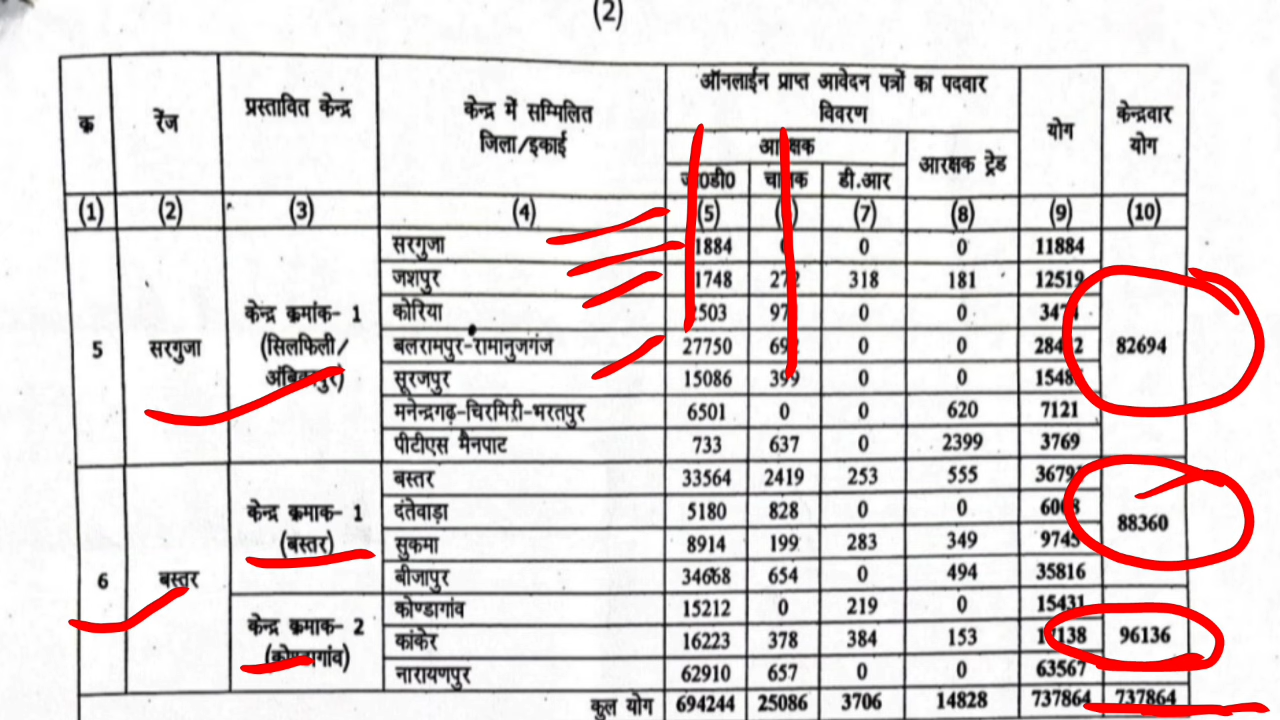 (2)
क्र रेंज प्रस्तावित केन्द्र केन्द्र में सम्मिलित जिला/इकाई ऑनलाईन प्राप्त आवेदन पत्रों का पदवार विवरण योग केन्द्रवार योग
आरक्षक आरक्षक ट्रेड
जी0डी0 चालक डी.आर
(1) (2) (3) (4) (5) (8) (7) (9) (10)
सरगुजा 0 0 11884
जशपुर 318 181 12519
कोरिया 0 0
5 सरगुजा केन्द्र क्रमांक- 1 (सिलफिली/ अंबिकापुर) बलरामपुर-रामानुजगंज 27750 0 0 82694
सूरजपुर 15086 399 0 0
मनेन्द्रगढ़-चिरमिरी-भरतपुर 6501 0 0 620 7121
पीटीएस मैनपाट 733 637 0 2399 3769
6 बस्तर केन्द्र क्रमाक- 1 (बस्तर) बस्तर 33564 2419 253 555 88360
दंतेवाड़ा 5180 828 0 0
सुकमा 8914 199 283 349 9745
बीजापुर 34668 654 0 494 35816
केन्द्र क्रमाक- 2 (कोण्डागांव) कोण्डागांव 15212 0 219 0 15431 96136
कांकेर 16223 378 384 153
नारायणपुर 62910 657 0 0 63567
कुल योग 694244 25086 3706 14828 737864 737864